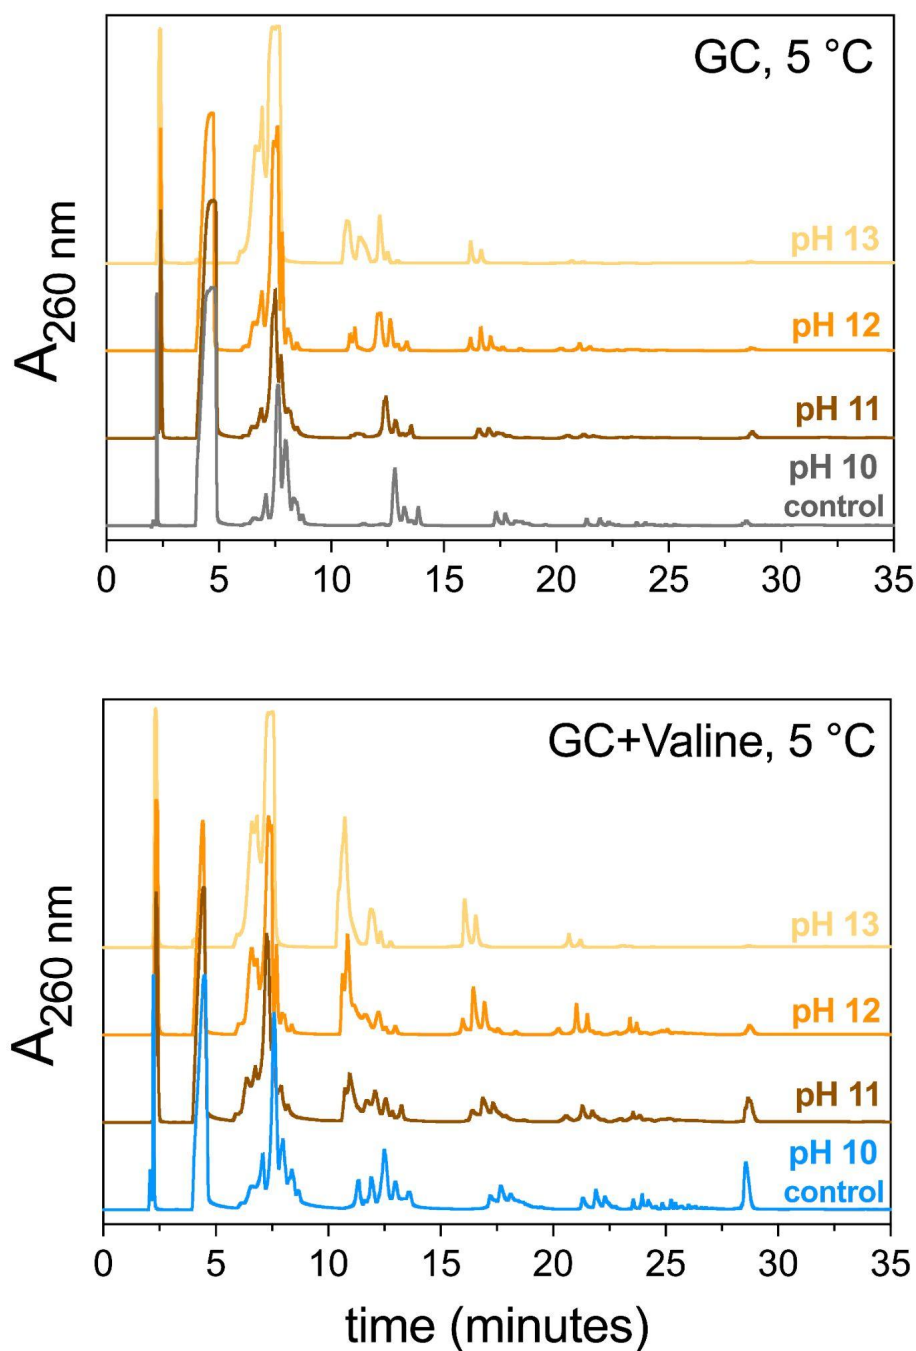 GC, 5 °C
A260 nm
pH 13
pH 12
pH 11
pH 10
control
0 5 10 15 20 25 30 35
GC+Valine, 5 °C
A260 nm
pH 13
pH 12
pH 11
pH 10
control
0 5 10 15 20 25 30 35
time (minutes)